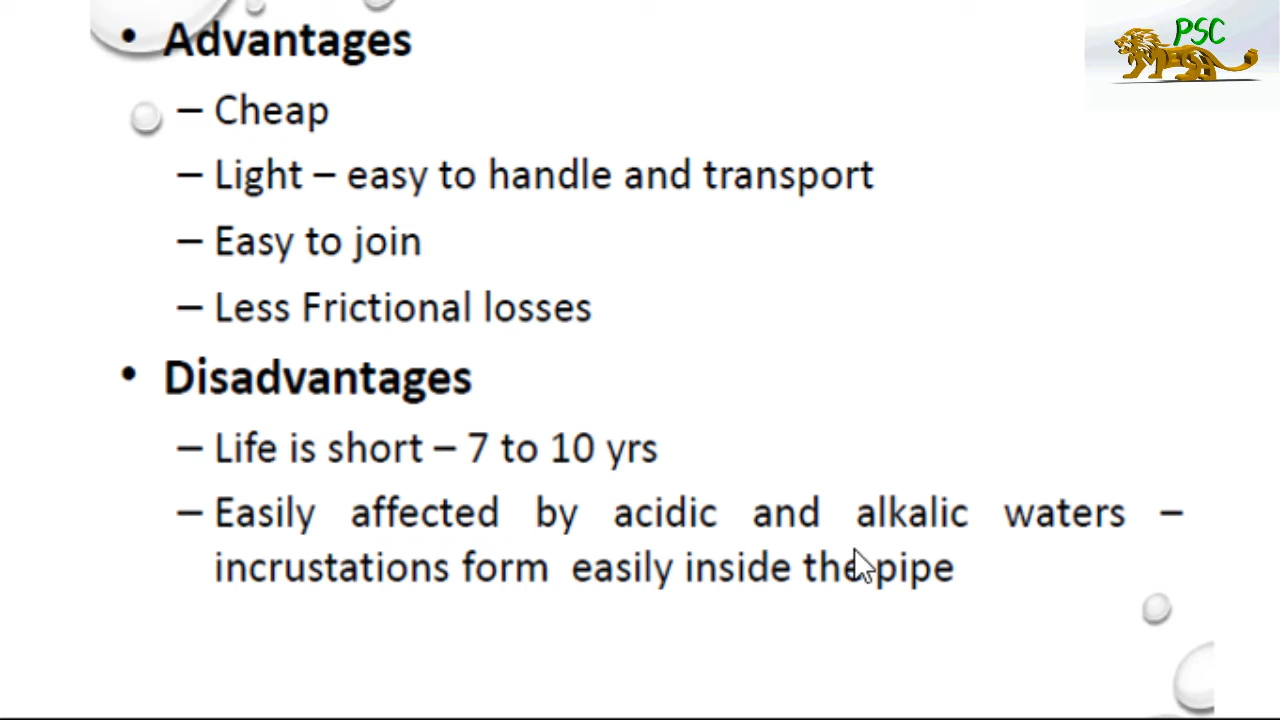 PSC
• Advantages
– Cheap
– Light – easy to handle and transport
– Easy to join
– Less Frictional losses
• Disadvantages
– Life is short – 7 to 10 yrs
– Easily affected by acidic and alkalic waters –
incrustations form easily inside the pipe